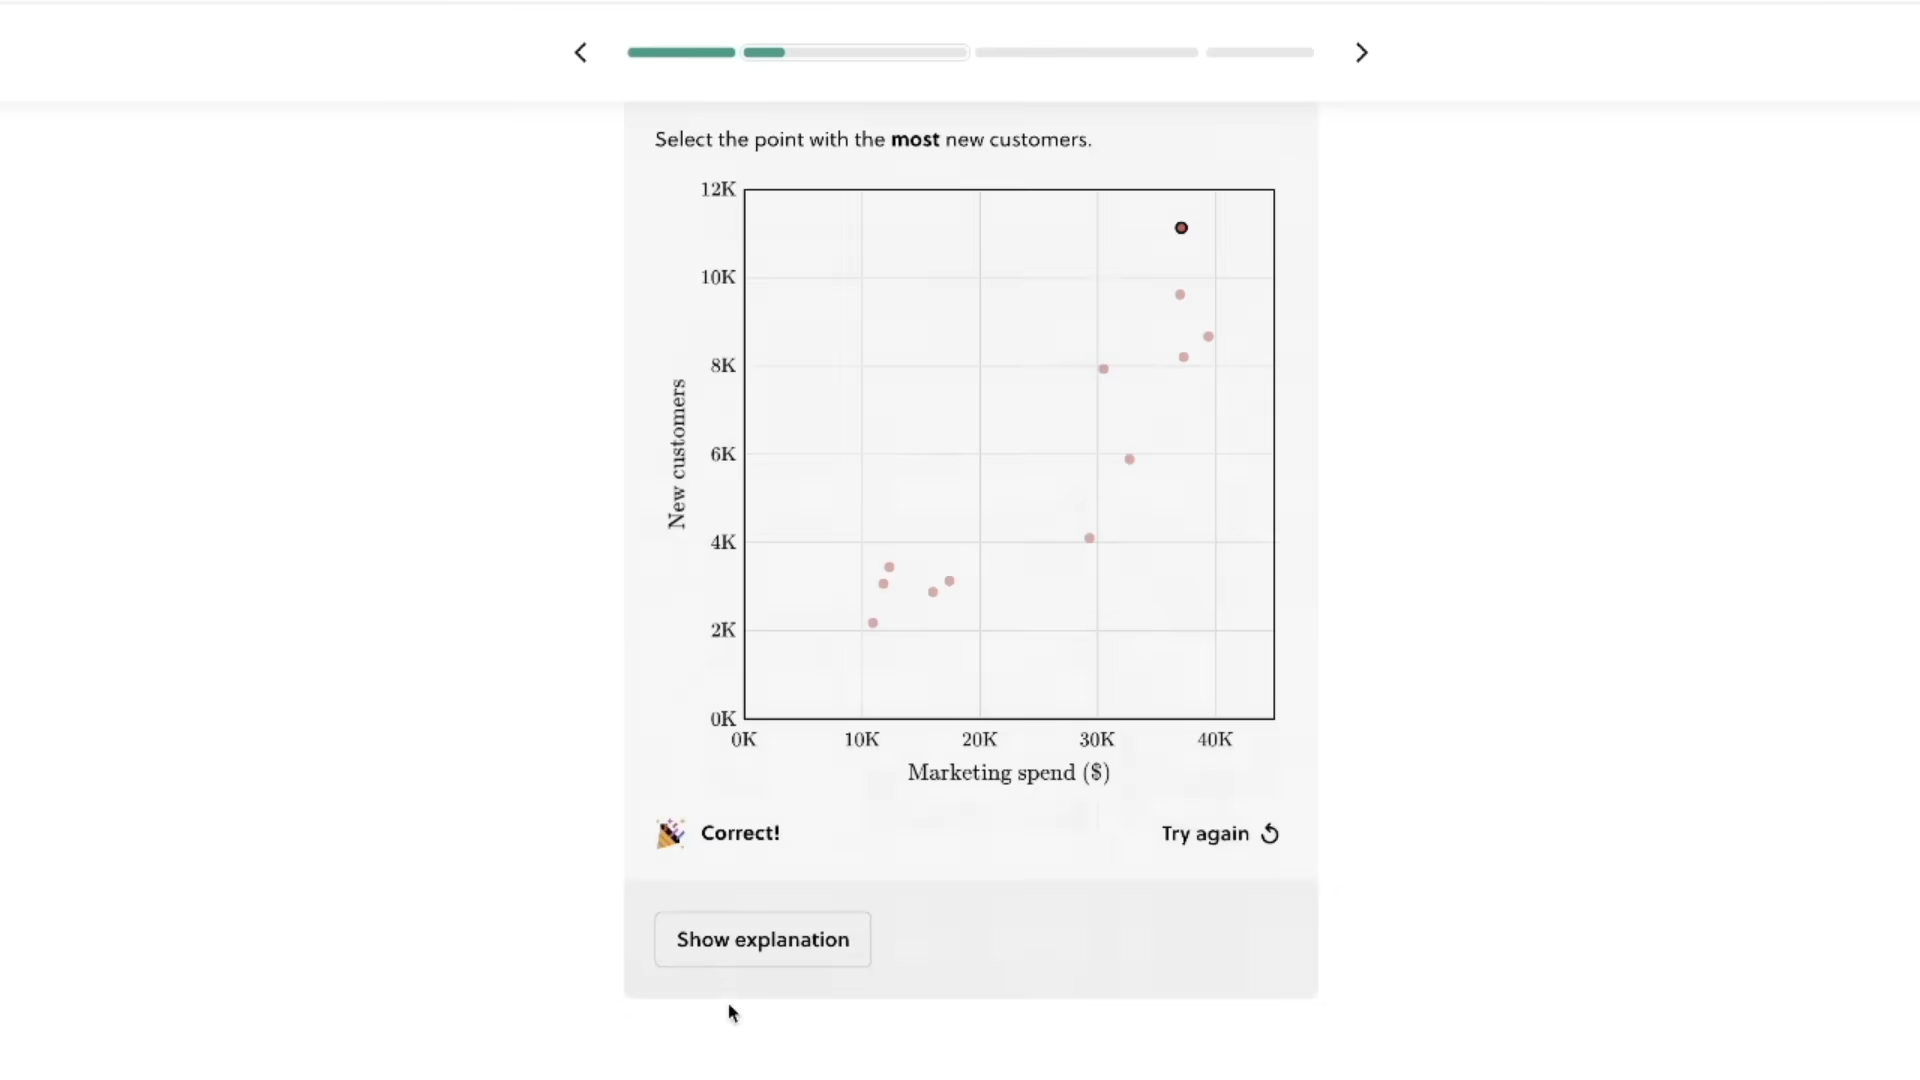 Select the point with the most new customers.
12K
10K
8K
6K
4K
2K
0K
New customers
0K 10K 20K 30K 40K
Marketing spend ($)
Correct!
Try again
Show explanation